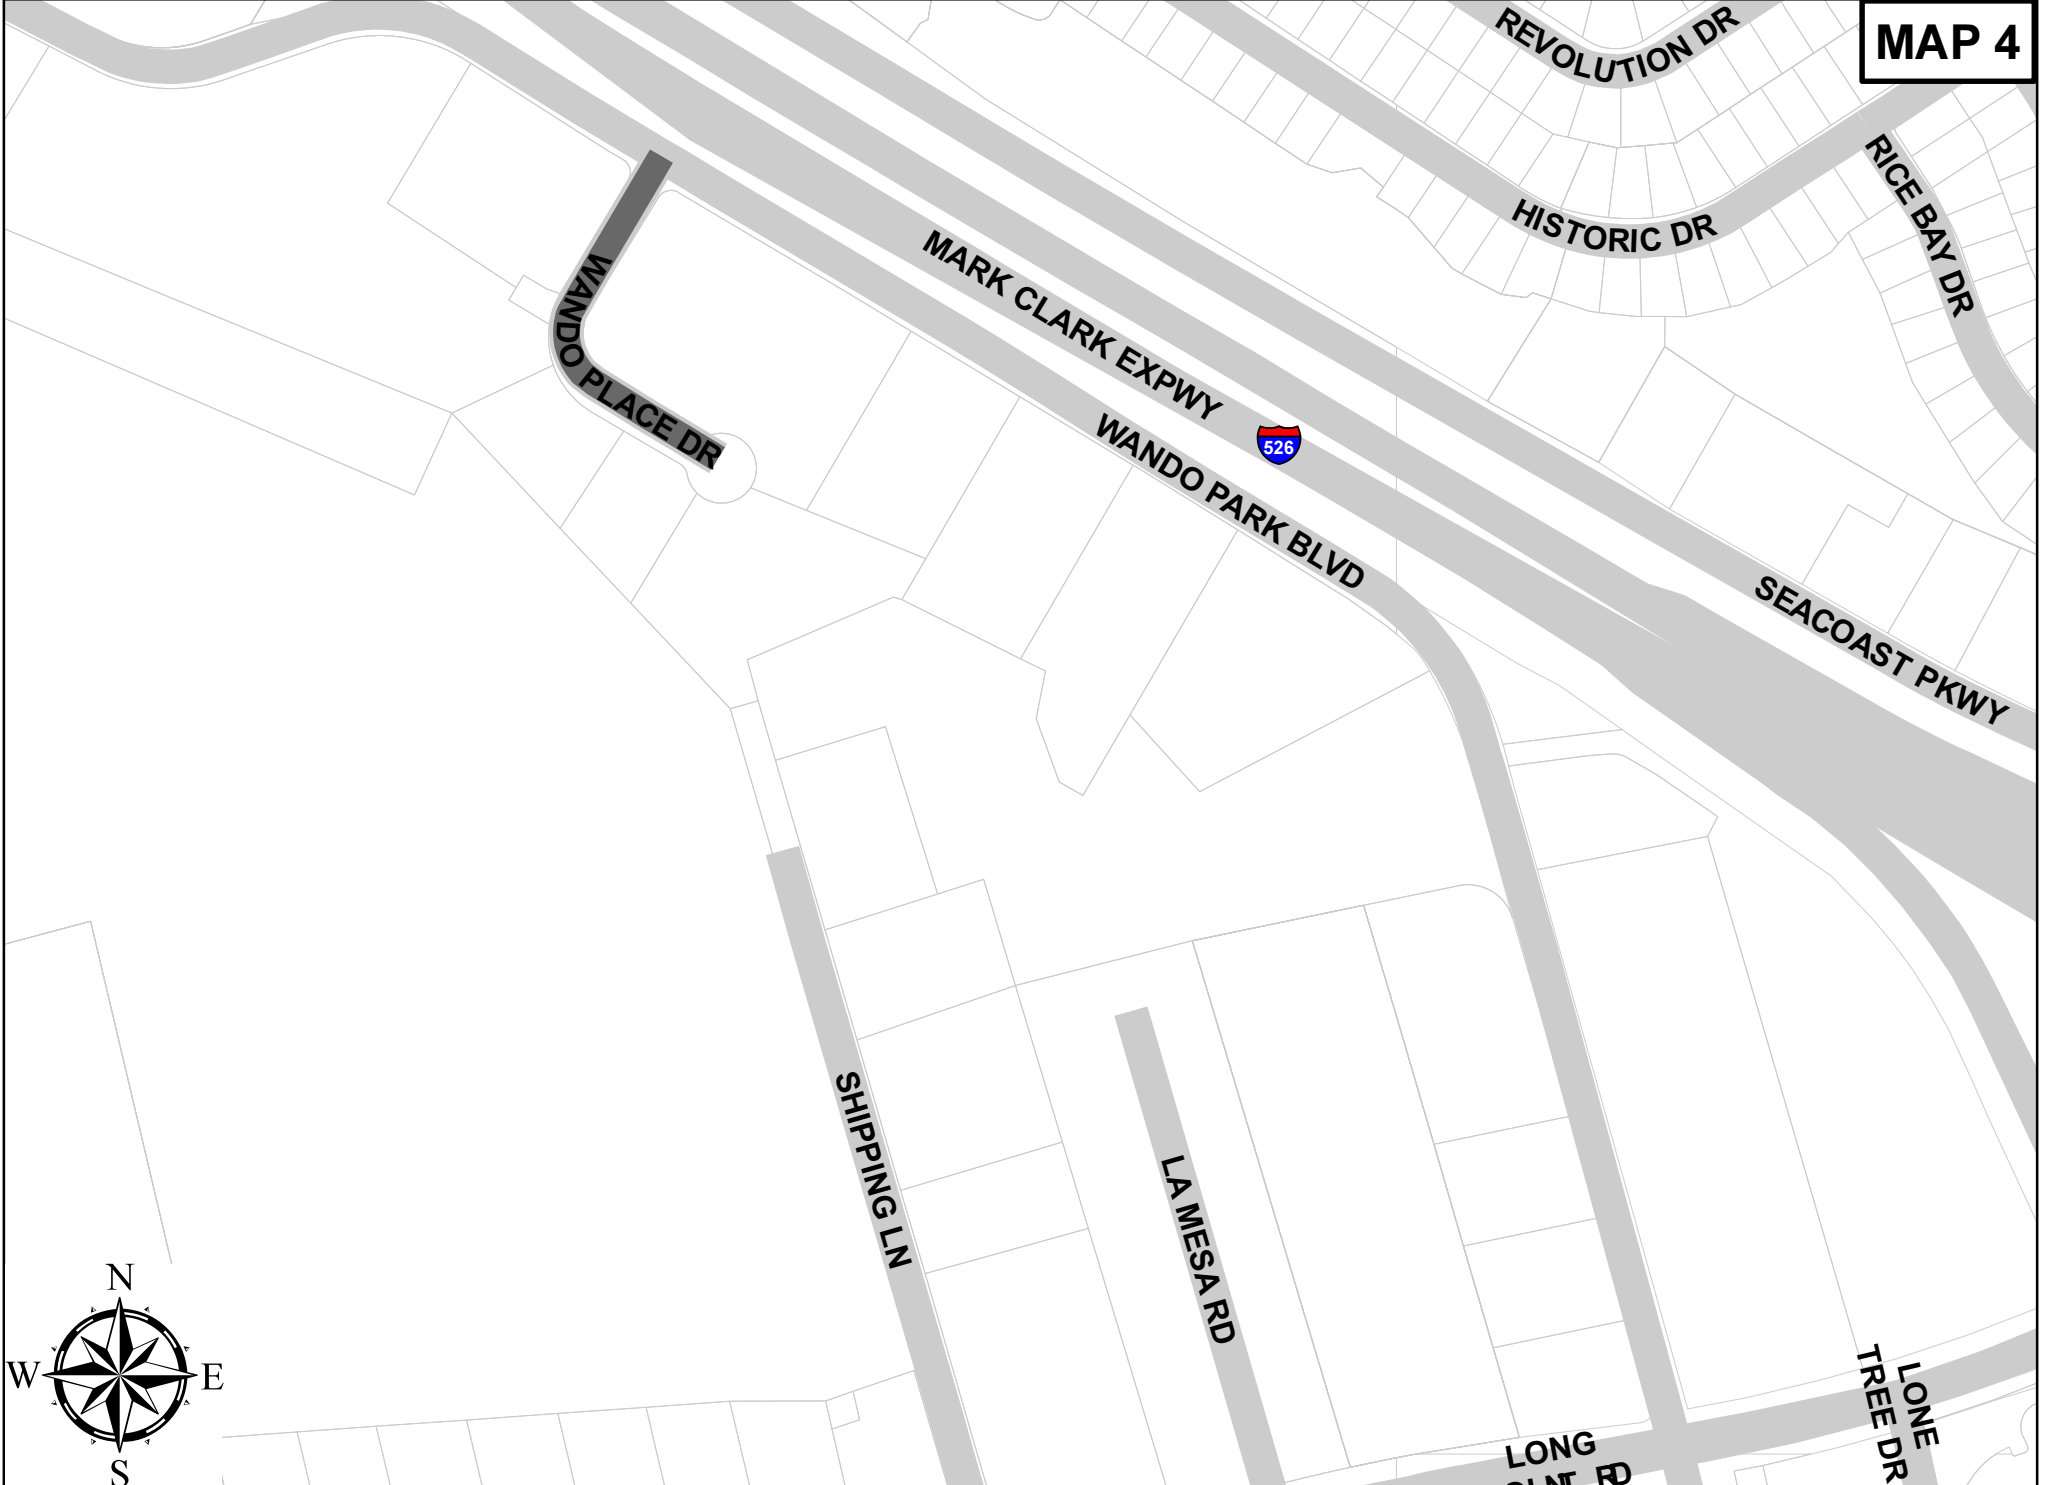 MAP 4
REVOLUTION DR
RICE BAY DR
HISTORIC DR
MARK CLARK EXPWY
WANDO PLACE DR
526
WANDO PARK BLVD
SEACOAST PKWY
SHIPPING LN
LA MESA RD
N
W
E
S
LONE
TREE DR
LONG
RD